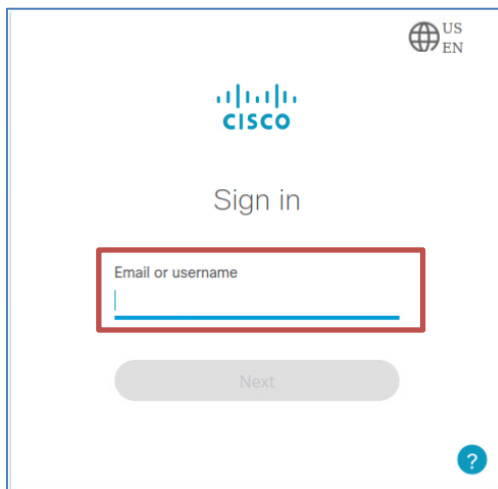 US
EN
CISCO
Sign in
Email or username
Next
?